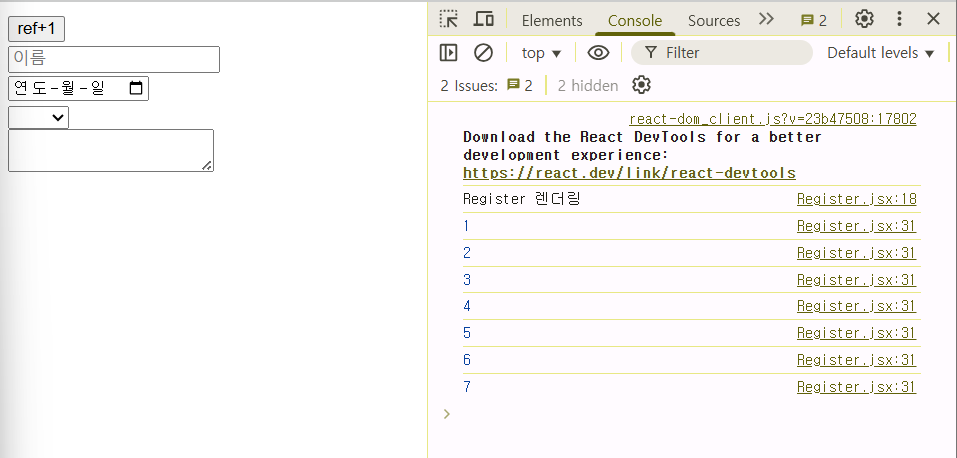 ref+1
이름
연도-월-일
Elements Console Sources 2
top Filter Default levels
2 Issues: 2 2 hidden
react-dom_client.js?v=23b47508:17802
Download the React DevTools for a better
development experience:
https://react.dev/link/react-devtools
Register 렌더링 Register.jsx:18
1 Register.jsx:31
2 Register.jsx:31
3 Register.jsx:31
4 Register.jsx:31
5 Register.jsx:31
6 Register.jsx:31
7 Register.jsx:31